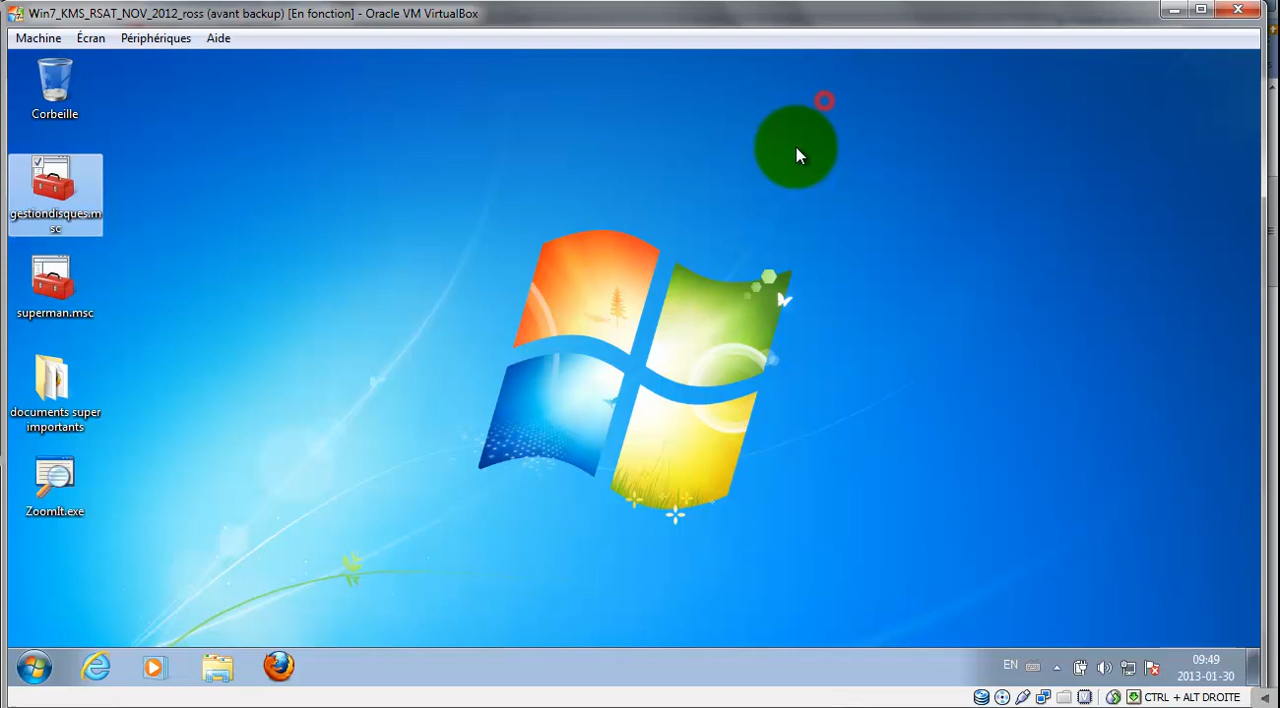 Win7_KMS_RSAT_NOV_2012_ross (avant backup) [En fonction] - Oracle VM VirtualBox
Machine Écran Périphériques Aide
Corbeille
gestiondisques.m
sc
superman.msc
documents super
importants
ZoomIt.exe
EN
09:49
2013-01-30
CTRL + ALT DROITE